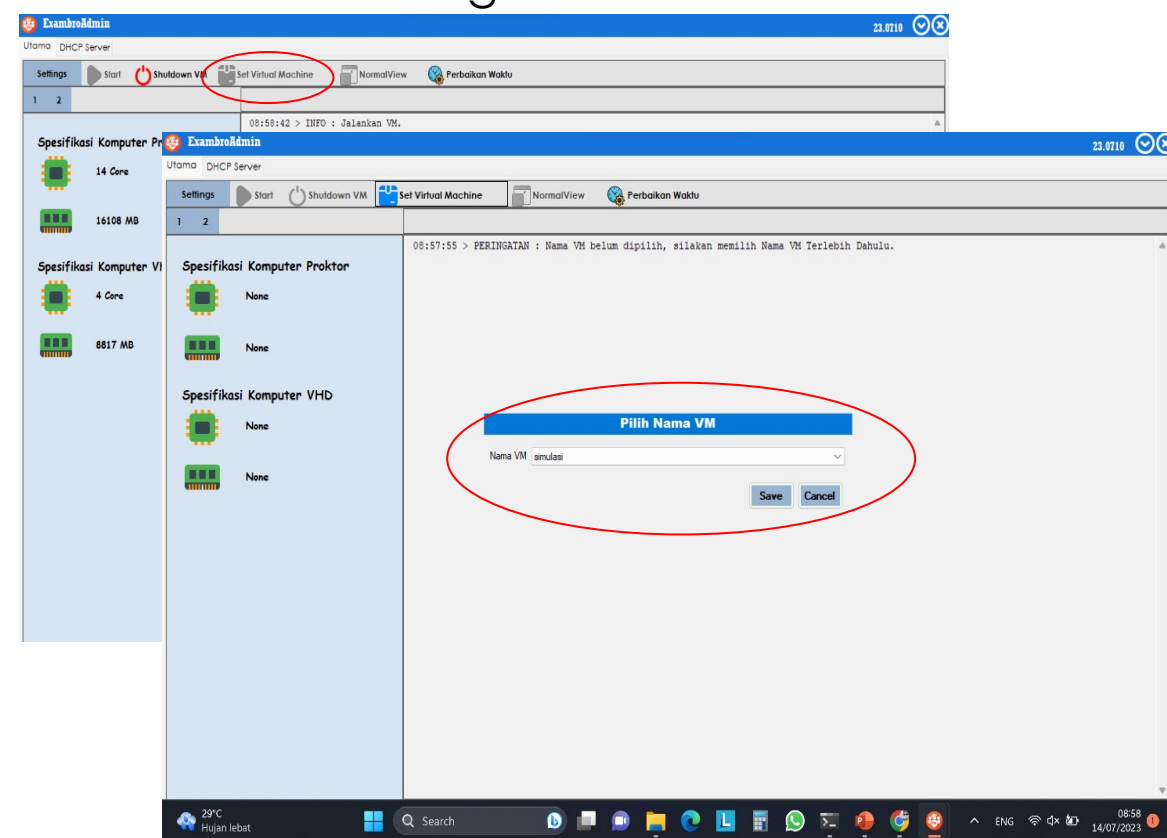 ExambroAdmin 23.0710
Utama DHCP Server
Settings Start Shutdown VM Set Virtual Machine NormalView Perbaikan Waktu
1 2
08:58:42 > INFO : Jalankan VM.
Spesifikasi Komputer Pr
14 Core
16108 MB
Spesifikasi Komputer VH
4 Core
8817 MB
ExambroAdmin 23.0710
Utama DHCP Server
Settings Start Shutdown VM Set Virtual Machine NormalView Perbaikan Waktu
1 2
08:57:55 > PERINGATAN : Nama VM belum dipilih, silakan memilih Nama VM Terlebih Dahulu.
Spesifikasi Komputer Proktor
None
None
Spesifikasi Komputer VHD
None
None
Pilih Nama VM
Nama VM simulasi
Save Cancel
29°C
Hujan lebat
Search
L
ENG
08:58
14/07/2023
1